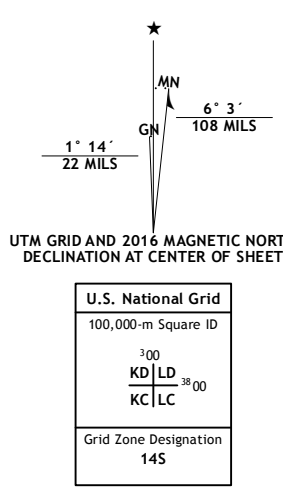 MN
6° 3´
108 MILS
GN
1° 14´
22 MILS
UTM GRID AND 2016 MAGNETIC NORT
DECLINATION AT CENTER OF SHEET
U.S. National Grid
100,000-m Square ID
300
KD LD
3800
KC LC
Grid Zone Designation
14S